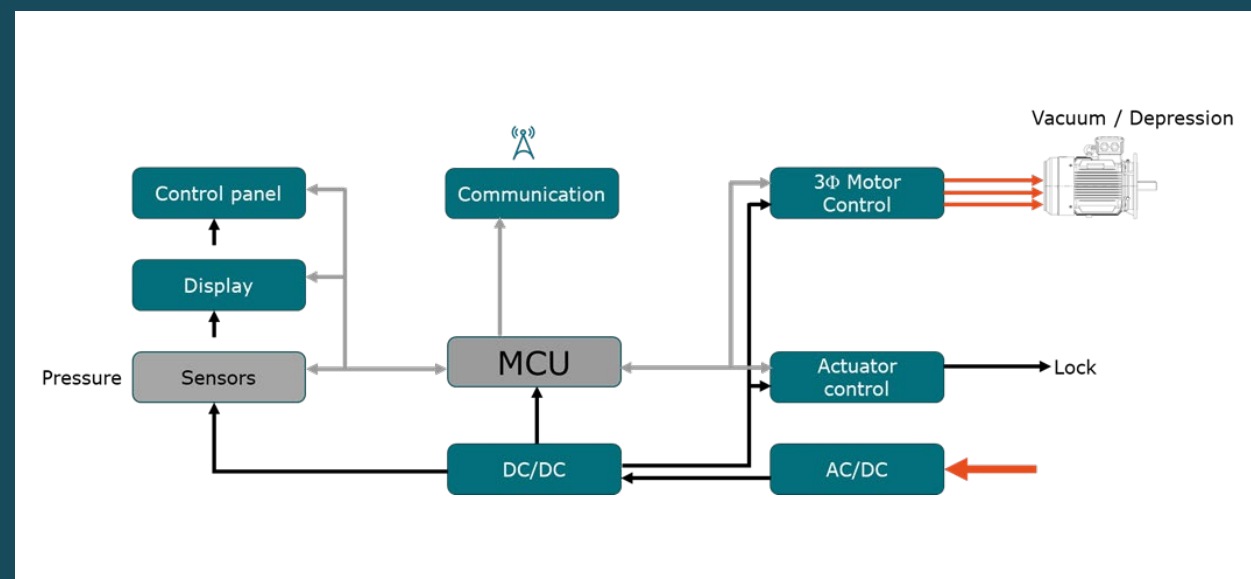 Vacuum / Depression
Control panel
Communication
3Φ Motor
Control
Display
MCU
Pressure
Sensors
Actuator
control
Lock
DC/DC
AC/DC